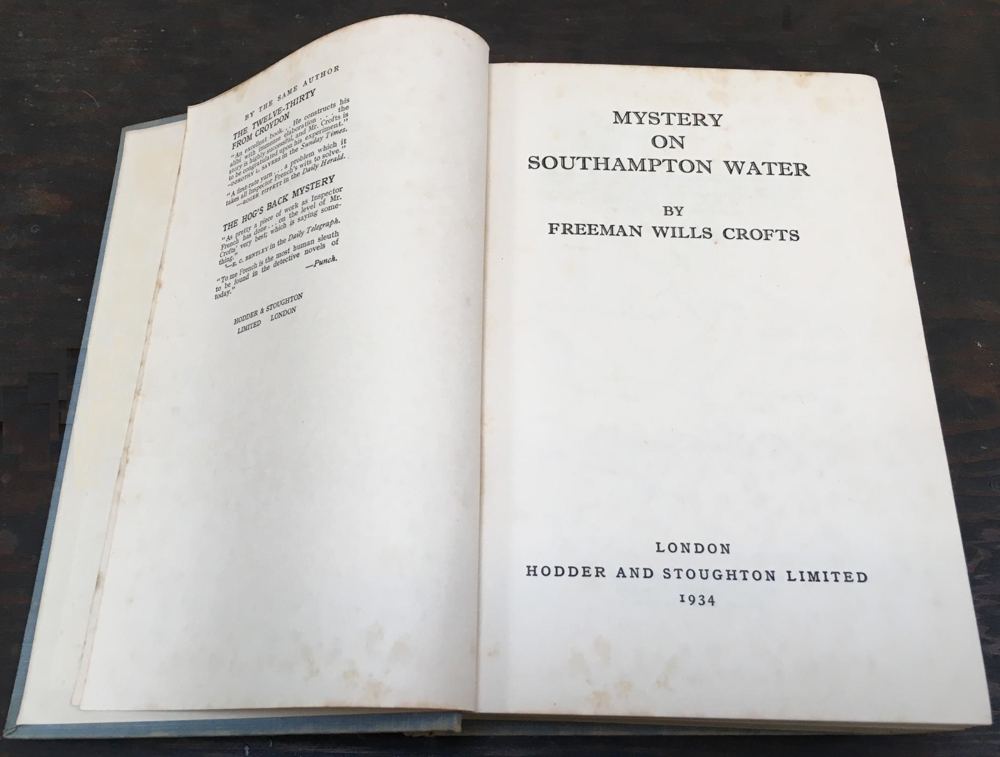 BY THE SAME AUTHOR
THE TWELVE-THIRTY
FROM CROYDON
"An excellent book. . . He constructs his
alibi with immense elaboration . . . the
story is highly successful, and Mr. Crofts is
to be congratulated upon his experiment."
—DOROTHY L. SAYERS in the Sunday Times.
"A first-rate yarn . . . a problem which it
takes all Inspector French's wits to solve."
—ROGER PIPPETT in the Daily Herald.
THE HOG'S BACK MYSTERY
"As pretty a piece of work as Inspector
French has done . . . on the level of Mr.
Crofts' very best; which is saying some-
thing."
—E. C. BENTLEY in the Daily Telegraph.
"To me French is the most human sleuth
to be found in the detective novels of
today."
—Punch.
HODDER & STOUGHTON
LIMITED LONDON
MYSTERY
ON
SOUTHAMPTON WATER
BY
FREEMAN WILLS CROFTS
LONDON
HODDER AND STOUGHTON LIMITED
1934